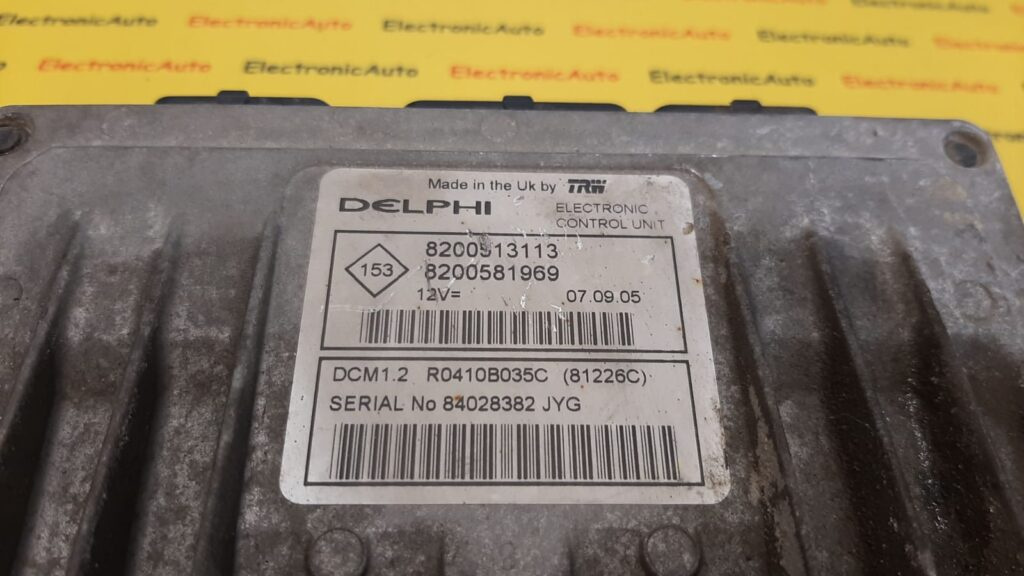 ElectronicAuto ElectronicAuto ElectronicAuto ElectronicAuto ElectronicAuto
ElectronicAuto ElectronicAuto ElectronicAuto ElectronicAuto
Made in the Uk by TRW
DELPHI ELECTRONIC
CONTROL UNIT
153
8200513113
8200581969
12V= 07.09.05
DCM1.2 R0410B035C (81226C)
SERIAL No 84028382 JYG